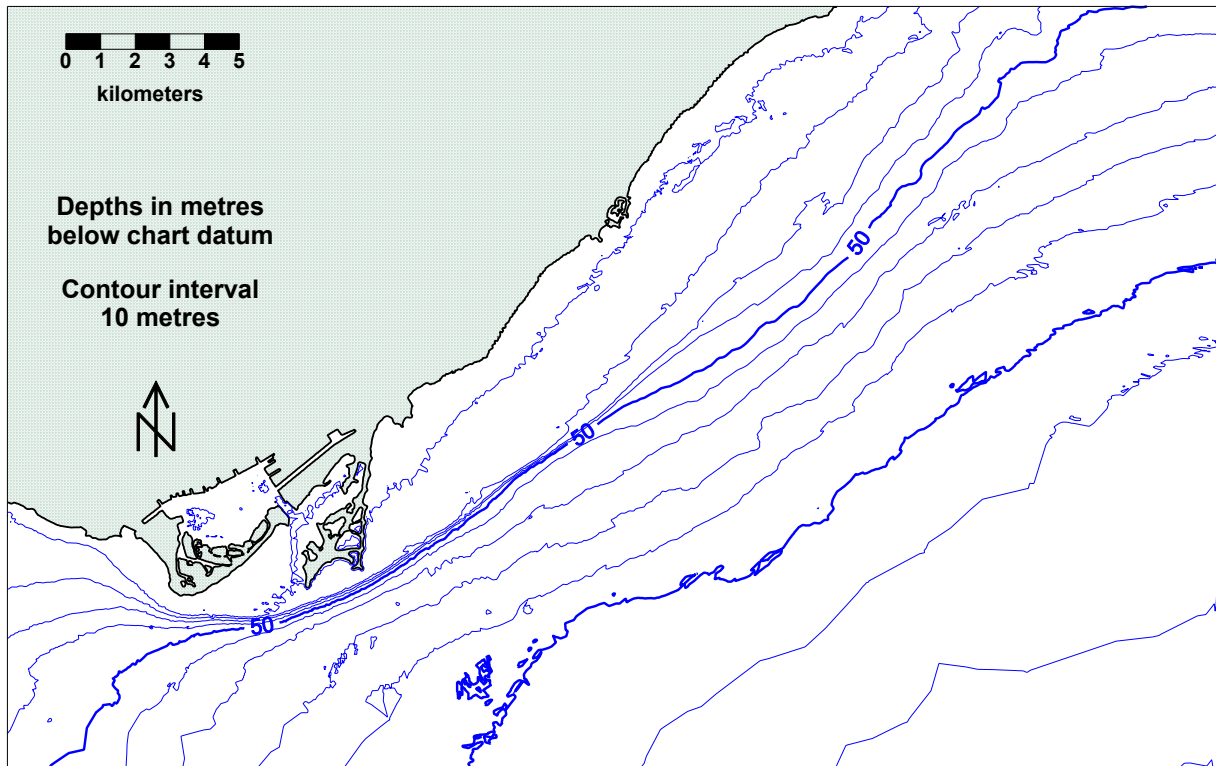 0 1 2 3 4 5
kilometers
Depths in metres
below chart datum
Contour interval
10 metres
N
50
50
50